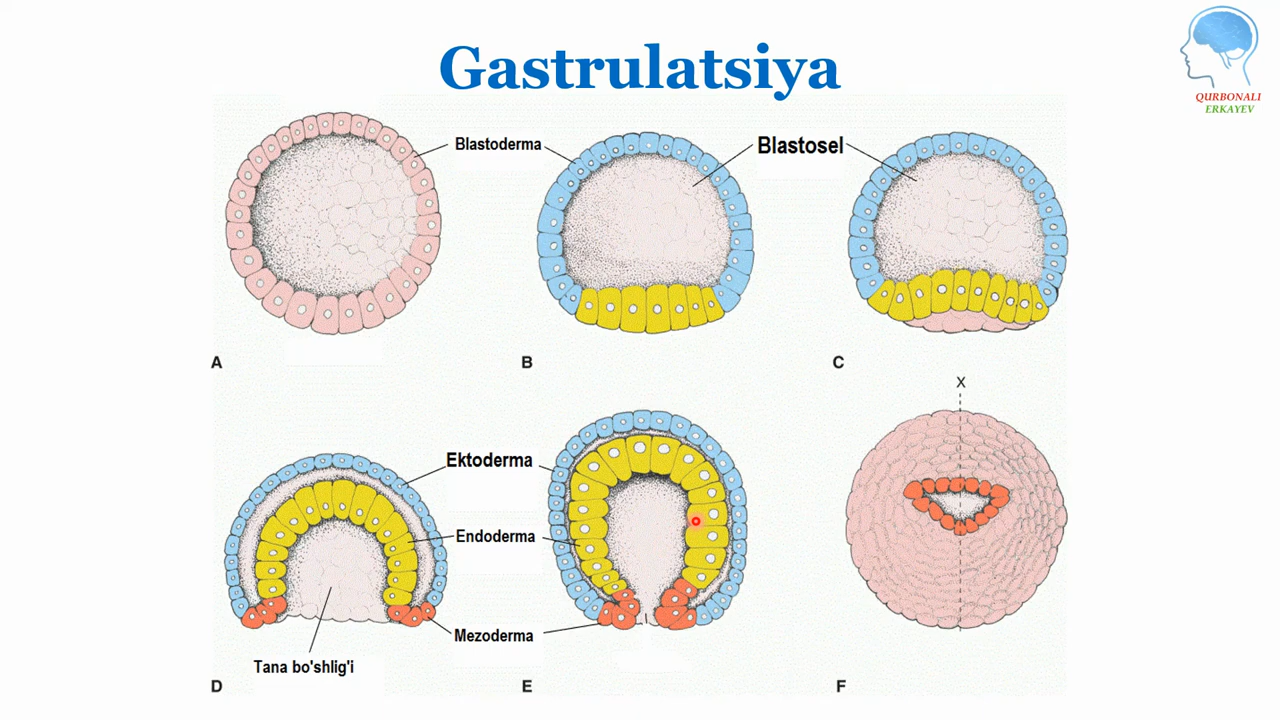 Gastrulatsiya
QURBONALI
ERKAYEV
Blastoderma
Blastosel
A
B
C
X
Ektoderma
Endoderma
Mezoderma
Tana bo'shlig'i
D
E
F